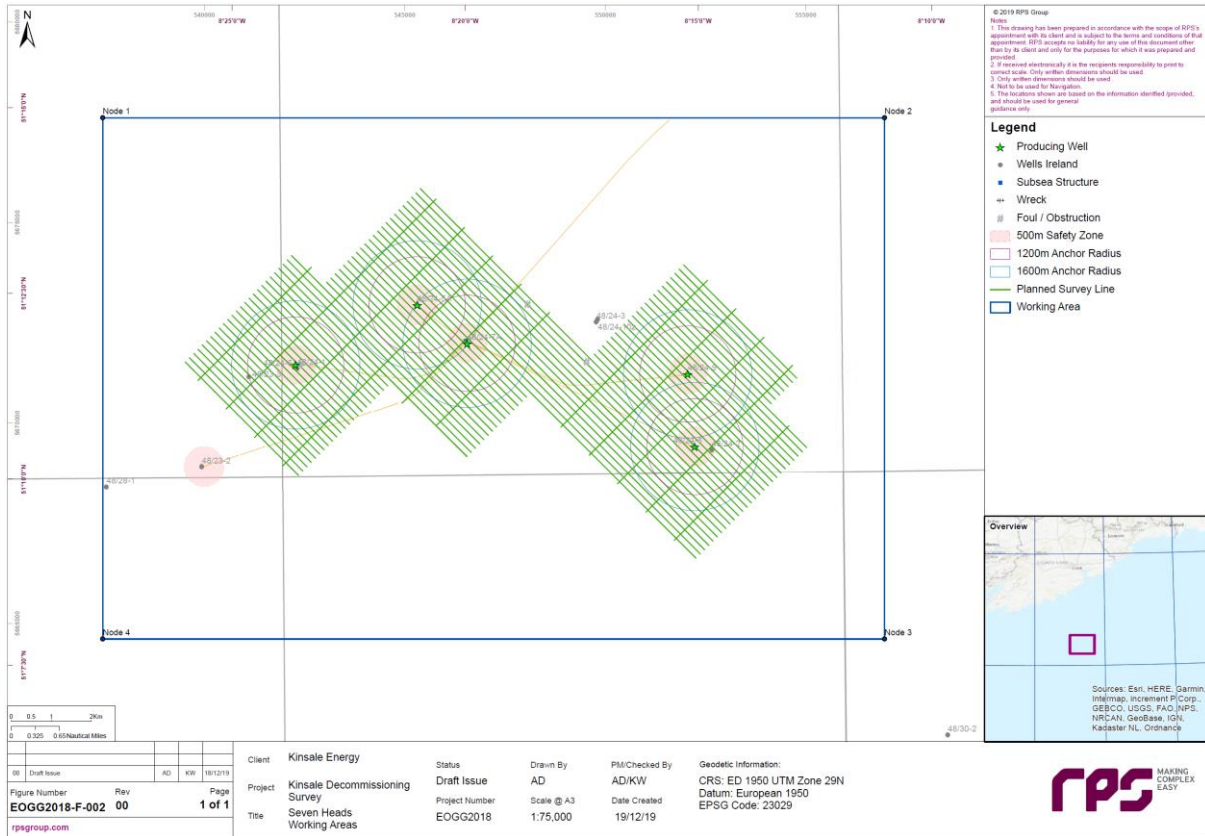 540000
545000
550000
555000
8°25'0"W
8°20'0"W
8°15'0"W
8°10'0"W
N
51°15'0"N
51°12'30"N
5670000
51°10'0"N
51°7'30"N
Node 1
Node 2
48/24-3
48/23-2
48/28-1
Node 4
Node 3
48/30-2
0 0.5 1 2Km
0 0.325 0.65 Nautical Miles
© 2019 RPS Group
Notes
1. This drawing has been prepared in accordance with the scope of RPS's
appointment with its client and is subject to the terms and conditions of that
appointment. RPS accepts no liability for any use of this document other
than by its client and only for the purposes for which it was prepared and
provided.
2. If received electronically it is the recipients responsibility to print to
correct scale. Only written dimensions should be used.
3. Only written dimensions should be used
4. Not to be used for Navigation.
5. The locations shown are based on the information identified /provided,
and should be used for general
guidance only.
Legend
Producing Well
Wells Ireland
Subsea Structure
Wreck
Foul / Obstruction
500m Safety Zone
1200m Anchor Radius
1600m Anchor Radius
Planned Survey Line
Working Area
Overview
Sources: Esri, HERE, Garmin,
Intermap, increment P Corp.,
GEBCO, USGS, FAO, NPS,
NRCAN, GeoBase, IGN,
Kadaster NL, Ordnance
00 Draft Issue AD KW 18/12/19
Figure Number Rev Page
EOGG2018-F-002 00 1 of 1
rpsgroup.com
Client Kinsale Energy
Project Kinsale Decommissioning
Survey
Title Seven Heads
Working Areas
Status Drawn By PM/Checked By
Draft Issue AD AD/KW
Project Number Scale @ A3 Date Created
EOGG2018 1:75,000 19/12/19
Geodetic Information:
CRS: ED 1950 UTM Zone 29N
Datum: European 1950
EPSG Code: 23029
rps
MAKING
COMPLEX
EASY